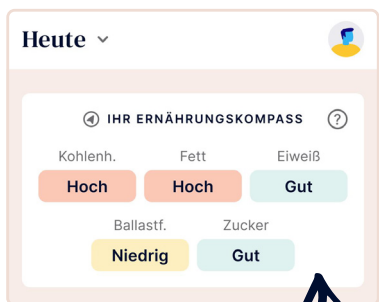 Heute
IHR ERNÄHRUNGSKOMPASS ?
Kohlenh. Fett Eiweiß
Hoch Hoch Gut
Ballastf. Zucker
Niedrig Gut